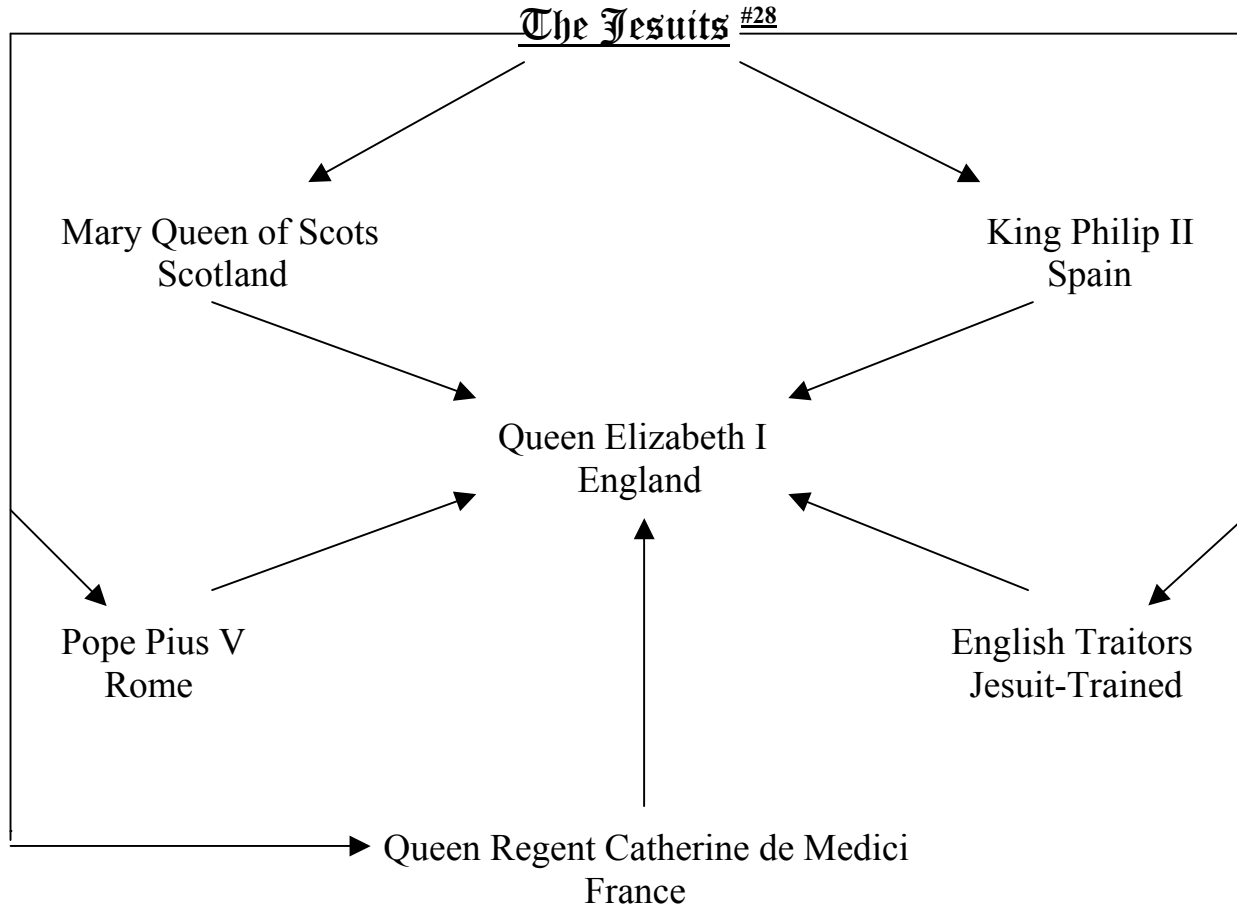 The Jesuits #28
Mary Queen of Scots
Scotland
King Philip II
Spain
Queen Elizabeth I
England
Pope Pius V
Rome
English Traitors
Jesuit-Trained
Queen Regent Catherine de Medici
France